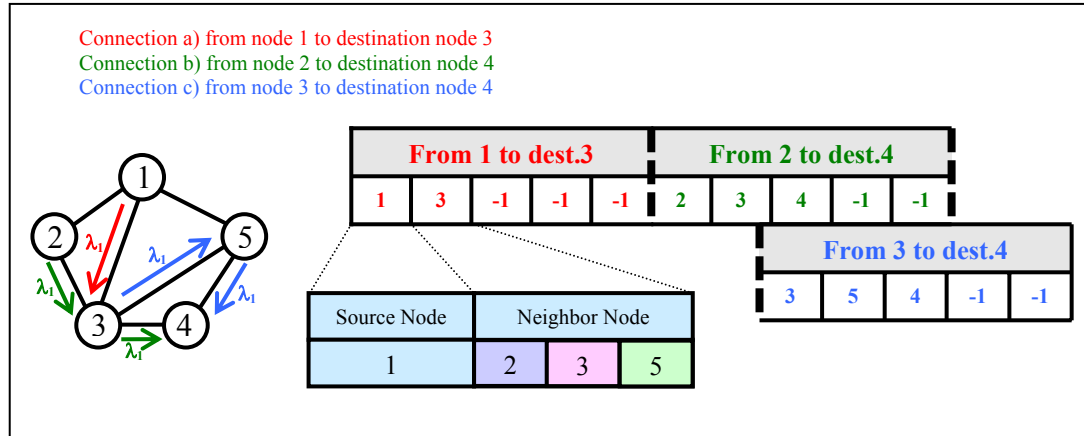 Connection a) from node 1 to destination node 3
Connection b) from node 2 to destination node 4
Connection c) from node 3 to destination node 4
1
2
5
3
4
λ1
λ1
λ1
λ1
λ1
From 1 to dest.3
From 2 to dest.4
1 3 -1 -1 -1 2 3 4 -1 -1
From 3 to dest.4
3 5 4 -1 -1
Source Node Neighbor Node
1 2 3 5